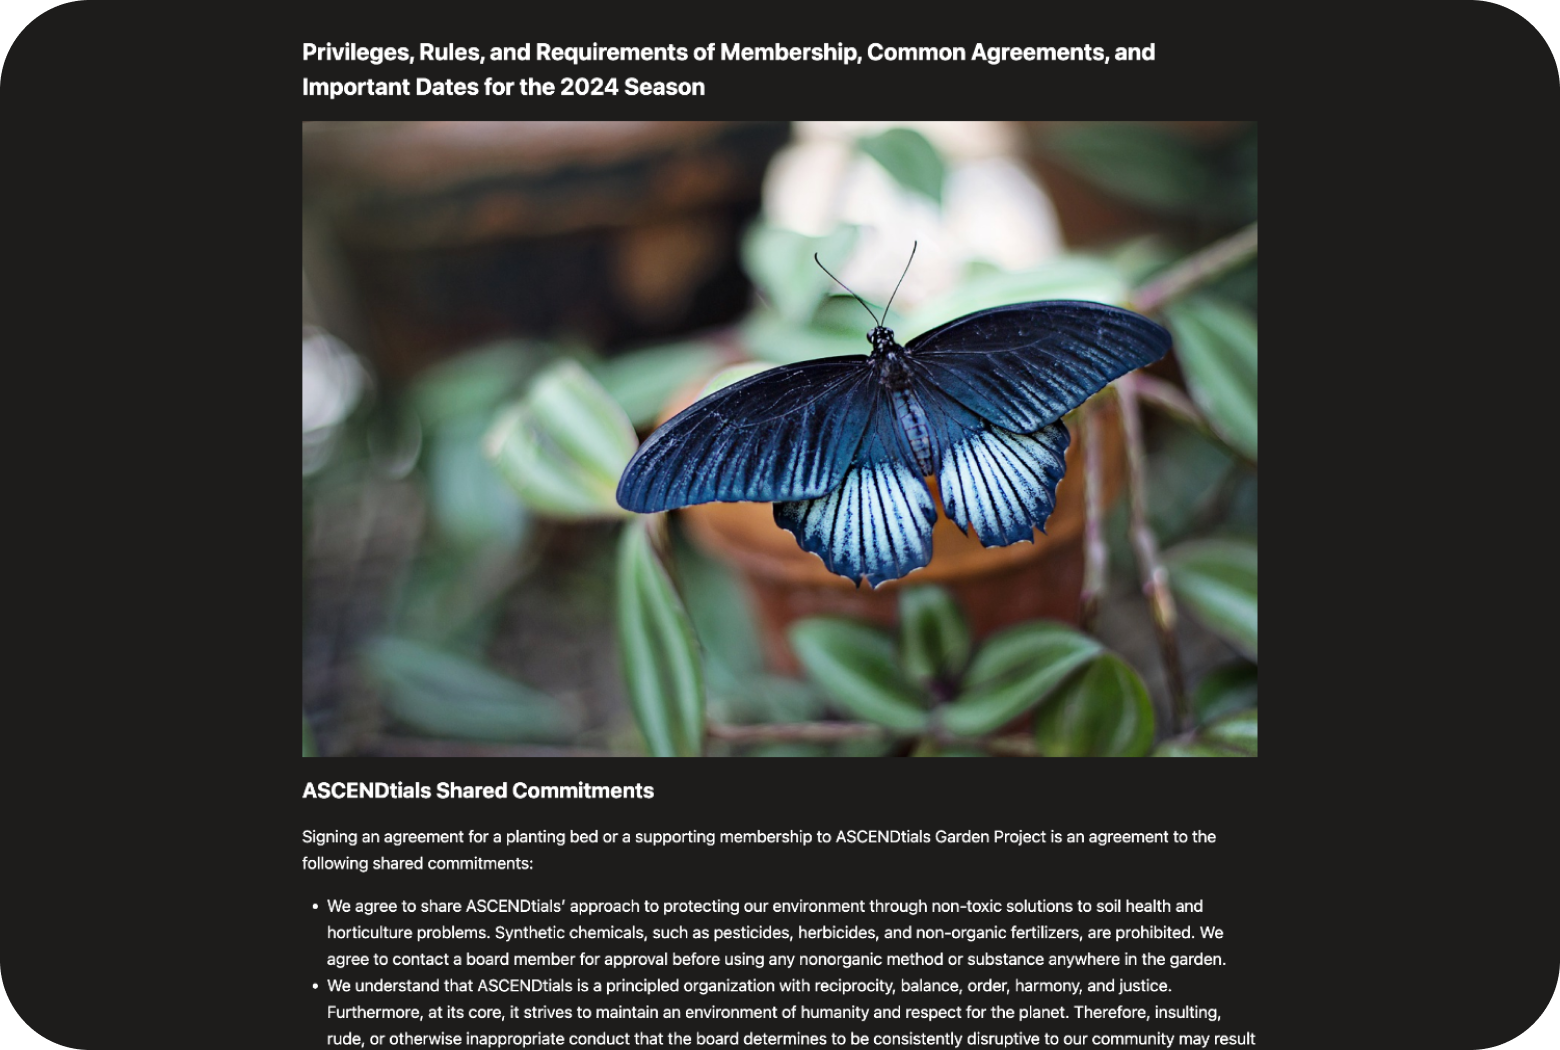 Privileges, Rules, and Requirements of Membership, Common Agreements, and
Important Dates for the 2024 Season
ASCENDtials Shared Commitments
Signing an agreement for a planting bed or a supporting membership to ASCENDtials Garden Project is an agreement to the
following shared commitments:
• We agree to share ASCENDtials’ approach to protecting our environment through non-toxic solutions to soil health and
horticulture problems. Synthetic chemicals, such as pesticides, herbicides, and non-organic fertilizers, are prohibited. We
agree to contact a board member for approval before using any nonorganic method or substance anywhere in the garden.
• We understand that ASCENDtials is a principled organization with reciprocity, balance, order, harmony, and justice.
Furthermore, at its core, it strives to maintain an environment of humanity and respect for the planet. Therefore, insulting,
rude, or otherwise inappropriate conduct that the board determines to be consistently disruptive to our community may result